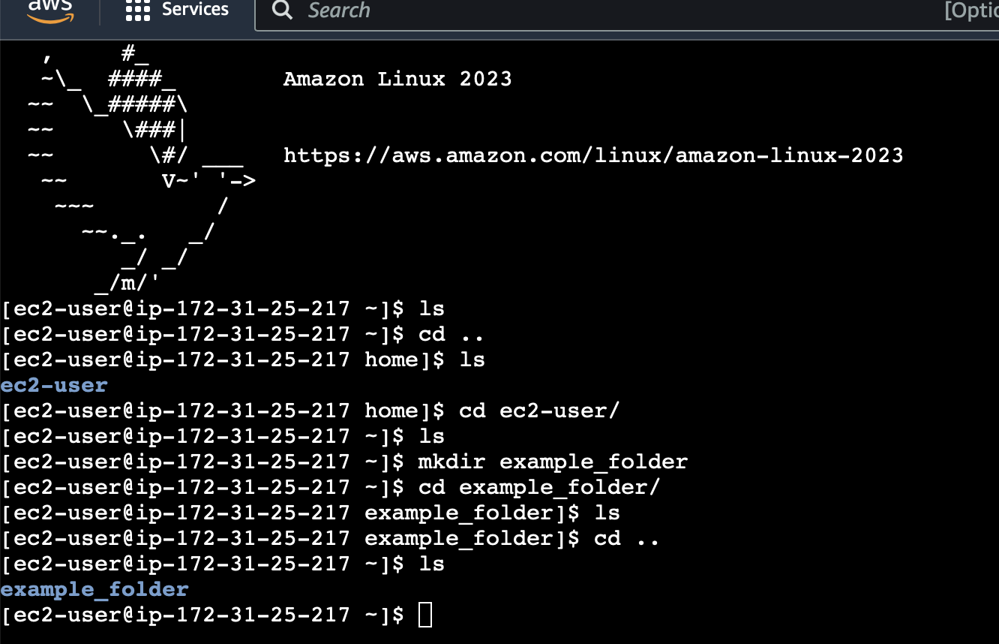 aws Services Search [Optio
, #_
~\_ ####_ Amazon Linux 2023
~~ \_#####\
~~ \###|
~~ \#/ ___ https://aws.amazon.com/linux/amazon-linux-2023
~~ V~' '->
~~~ /
~~._. _/
_/ _/
_/m/'
[ec2-user@ip-172-31-25-217 ~]$ ls
[ec2-user@ip-172-31-25-217 ~]$ cd ..
[ec2-user@ip-172-31-25-217 home]$ ls
ec2-user
[ec2-user@ip-172-31-25-217 home]$ cd ec2-user/
[ec2-user@ip-172-31-25-217 ~]$ ls
[ec2-user@ip-172-31-25-217 ~]$ mkdir example_folder
[ec2-user@ip-172-31-25-217 ~]$ cd example_folder/
[ec2-user@ip-172-31-25-217 example_folder]$ ls
[ec2-user@ip-172-31-25-217 example_folder]$ cd ..
[ec2-user@ip-172-31-25-217 ~]$ ls
example_folder
[ec2-user@ip-172-31-25-217 ~]$